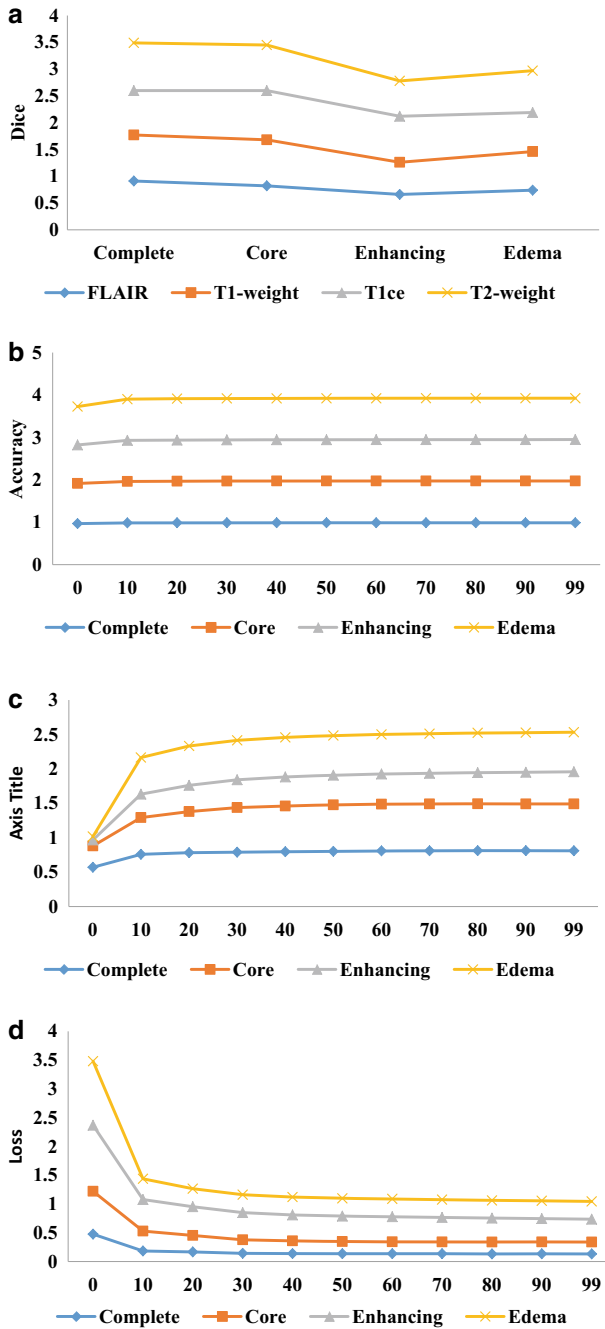 a
4
3.5
3
2.5
2
1.5
1
0.5
0
Dice
Complete Core Enhancing Edema
FLAIR T1-weight T1ce T2-weight
b
5
4
3
2
1
0
Accuracy
0 10 20 30 40 50 60 70 80 90 99
Complete Core Enhancing Edema
c
3
2.5
2
1.5
1
0.5
0
Axis Title
0 10 20 30 40 50 60 70 80 90 99
Complete Core Enhancing Edema
d
4
3.5
3
2.5
2
1.5
1
0.5
0
Loss
0 10 20 30 40 50 60 70 80 90 99
Complete Core Enhancing Edema